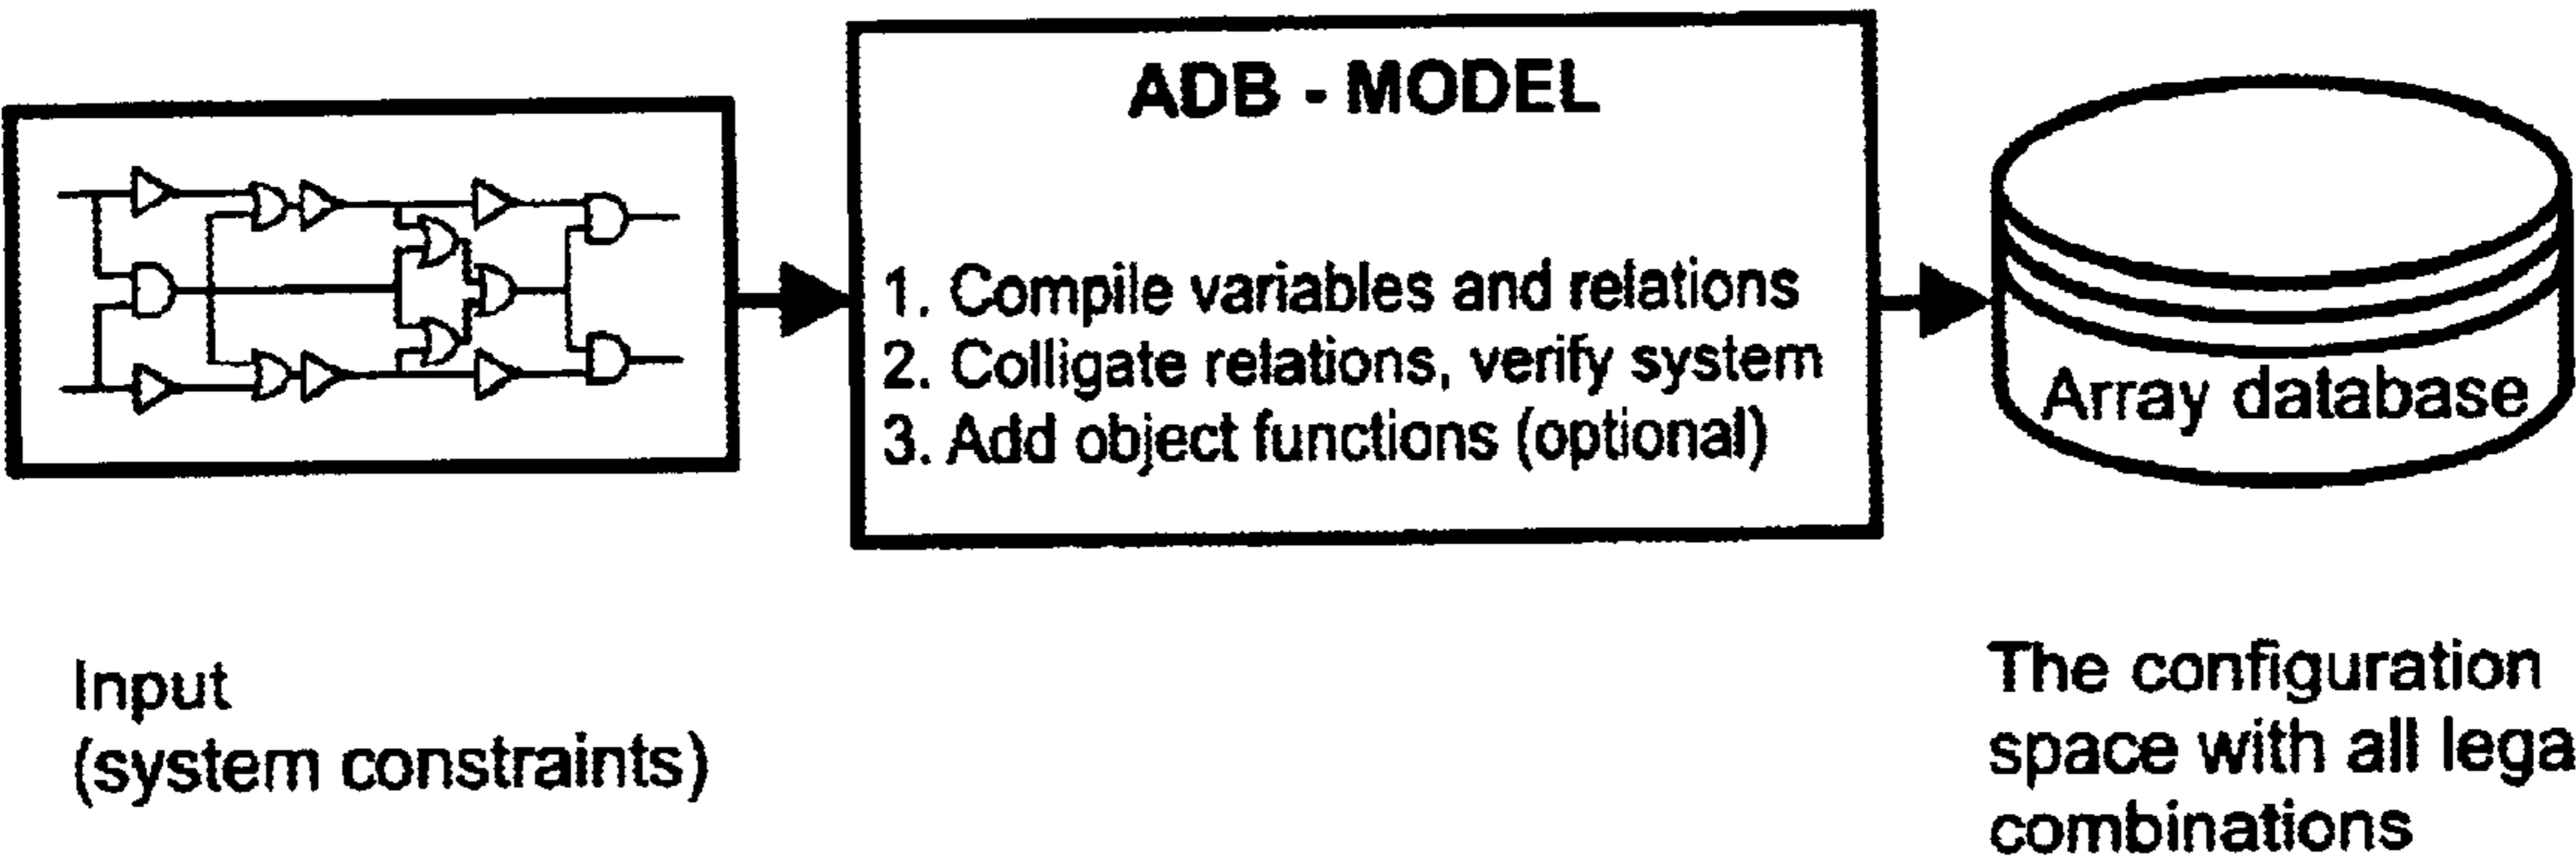 ADB - MODEL
1. Compile variables and relations
2. Colligate relations, verify system
3. Add object functions (optional)
Array database
Input
(system constraints)
The configuration
space with all lega
combinations